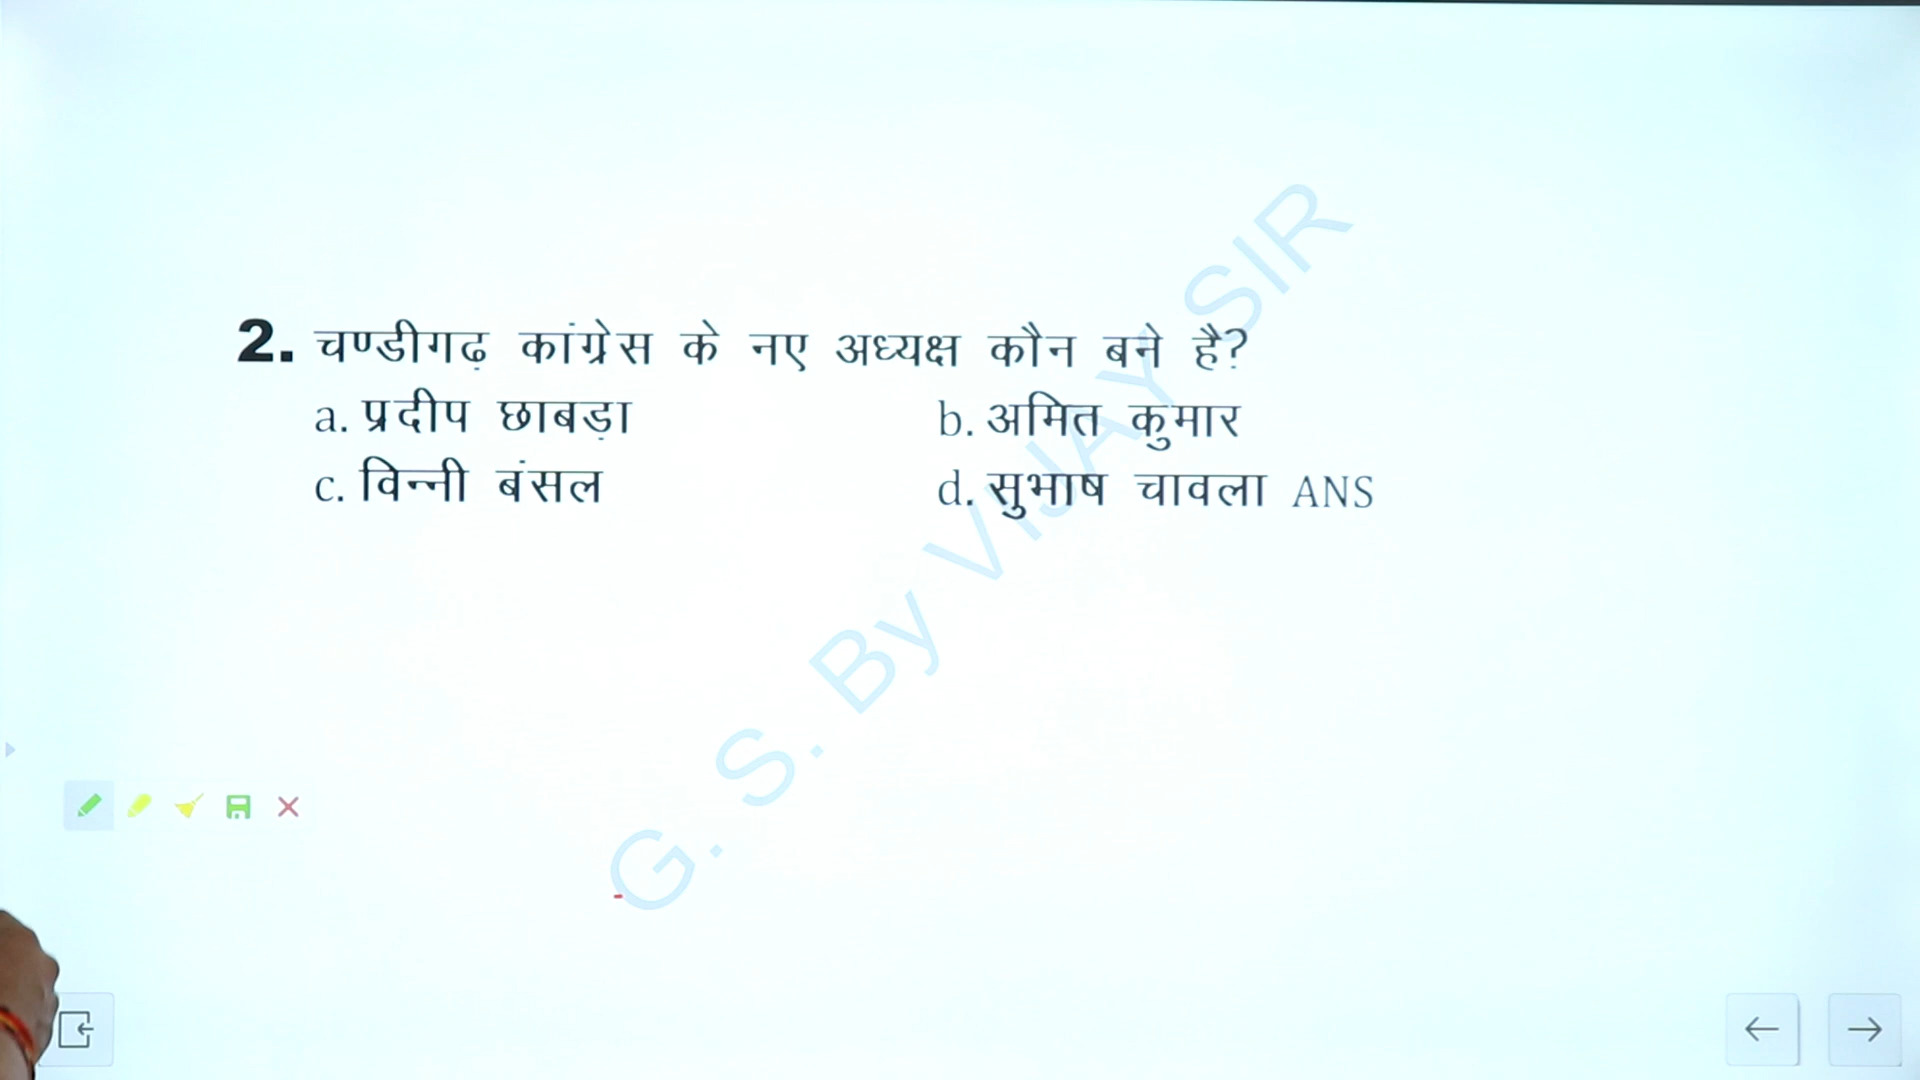 2. चण्डीगढ़ कांग्रेस के नए अध्यक्ष कौन बने है?
a. प्रदीप छाबड़ा b. अमित कुमार
c. विन्नी बंसल d. सुभाष चावला ANS
G. S. By VIJAY SIR